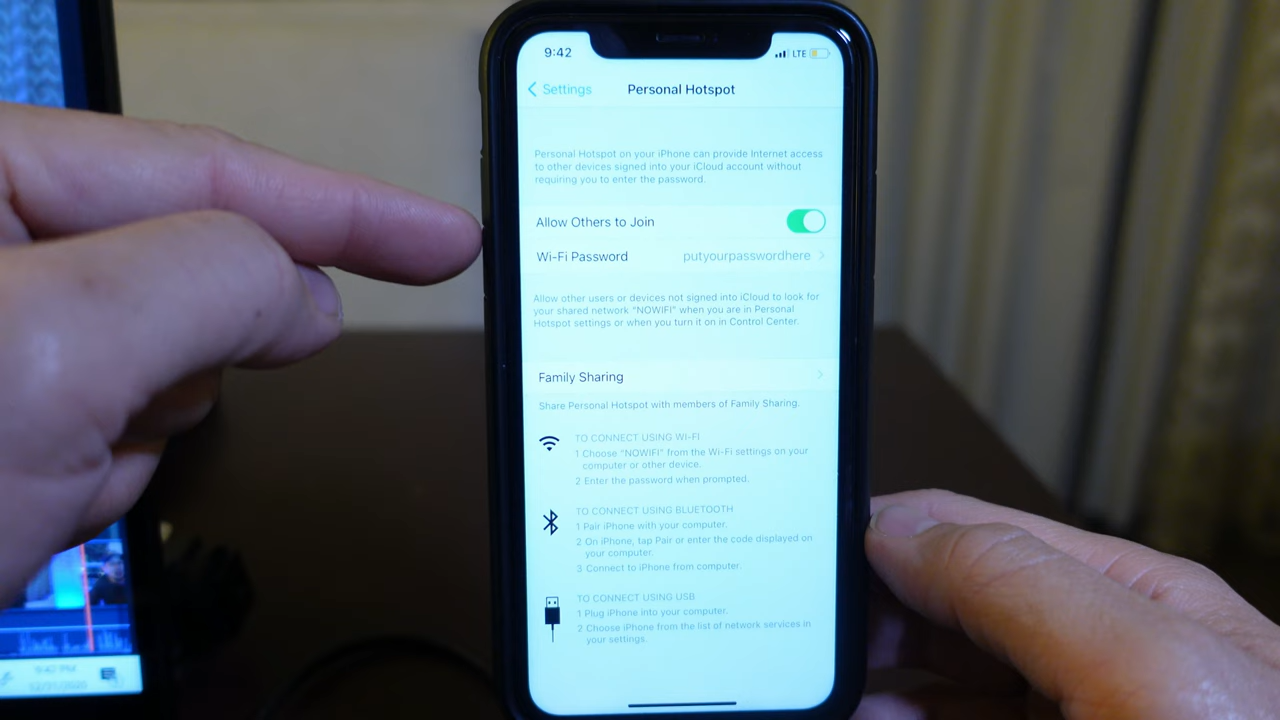 9:42
LTE
Settings
Personal Hotspot
Personal Hotspot on your iPhone can provide Internet access
to other devices signed into your iCloud account without
requiring you to enter the password.
Allow Others to Join
Wi-Fi Password putyourpasswordhere
Allow other users or devices not signed into iCloud to look for
your shared network "NOWIFI" when you are in Personal
Hotspot settings or when you turn it on in Control Center.
Family Sharing
Share Personal Hotspot with members of Family Sharing.
TO CONNECT USING WI-FI
1 Choose "NOWIFI" from the Wi-Fi settings on your
computer or other device.
2 Enter the password when prompted.
TO CONNECT USING BLUETOOTH
1 Pair iPhone with your computer.
2 On iPhone, tap Pair or enter the code displayed on
your computer.
3 Connect to iPhone from computer.
TO CONNECT USING USB
1 Plug iPhone into your computer.
2 Choose iPhone from the list of network services in
your settings.
9:42 PM